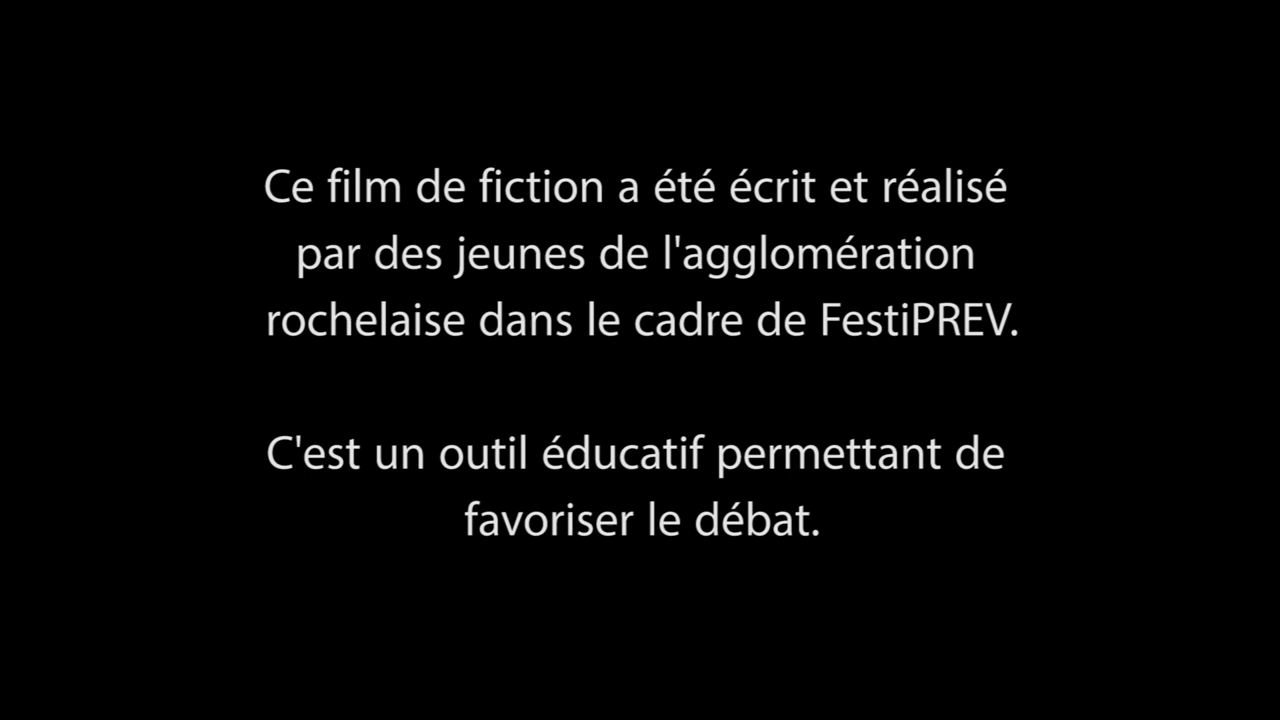 Ce film de fiction a été écrit et réalisé
par des jeunes de l'agglomération
rochelaise dans le cadre de FestiPREV.
C'est un outil éducatif permettant de
favoriser le débat.